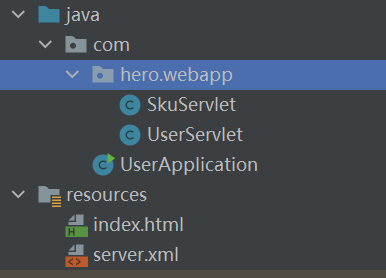 java
com
hero.webapp
SkuServlet
UserServlet
UserApplication
resources
index.html
server.xml